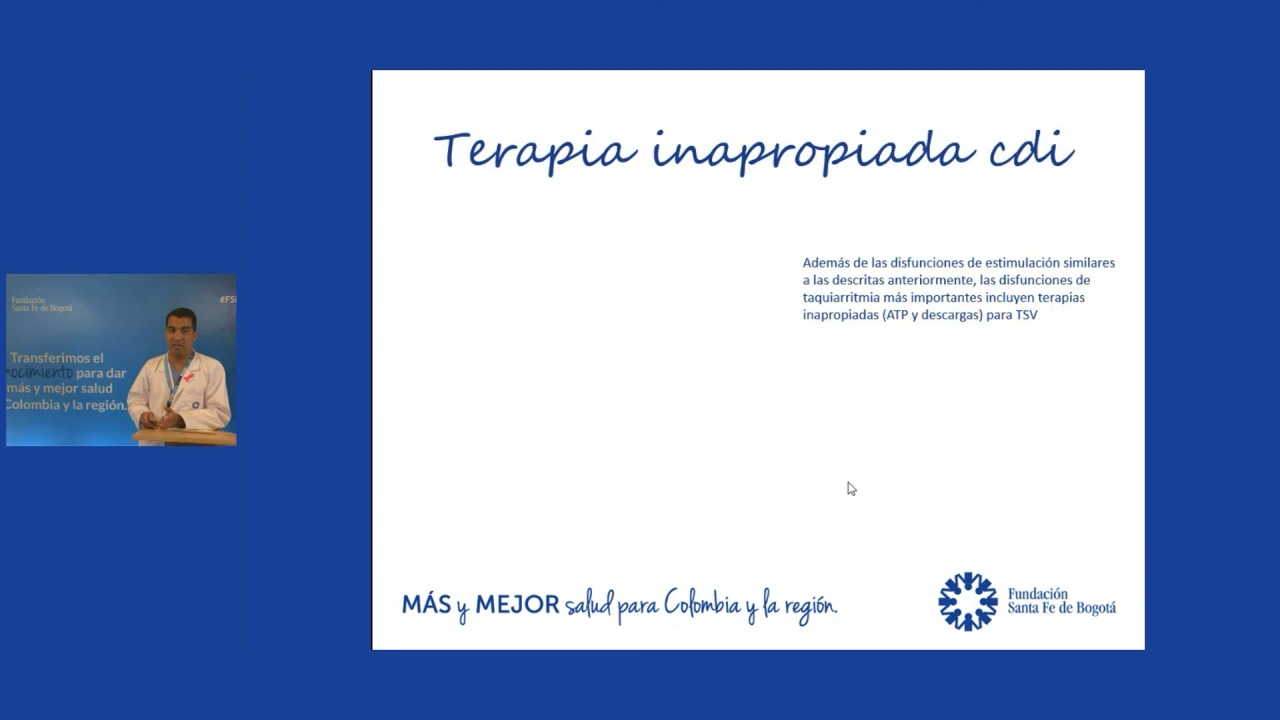 Terapia inapropiada cdi
Además de las disfunciones de estimulación similares
a las descritas anteriormente, las disfunciones de
taquiarritmia más importantes incluyen terapias
inapropiadas (ATP y descargas) para TSV
Fundación
Santa Fe de Bogotá
Transferimos el
para dar
más y mejor salud
Colombia y la región.
MÁS y MEJOR salud para Colombia y la región.
Fundación
Santa Fe de Bogotá